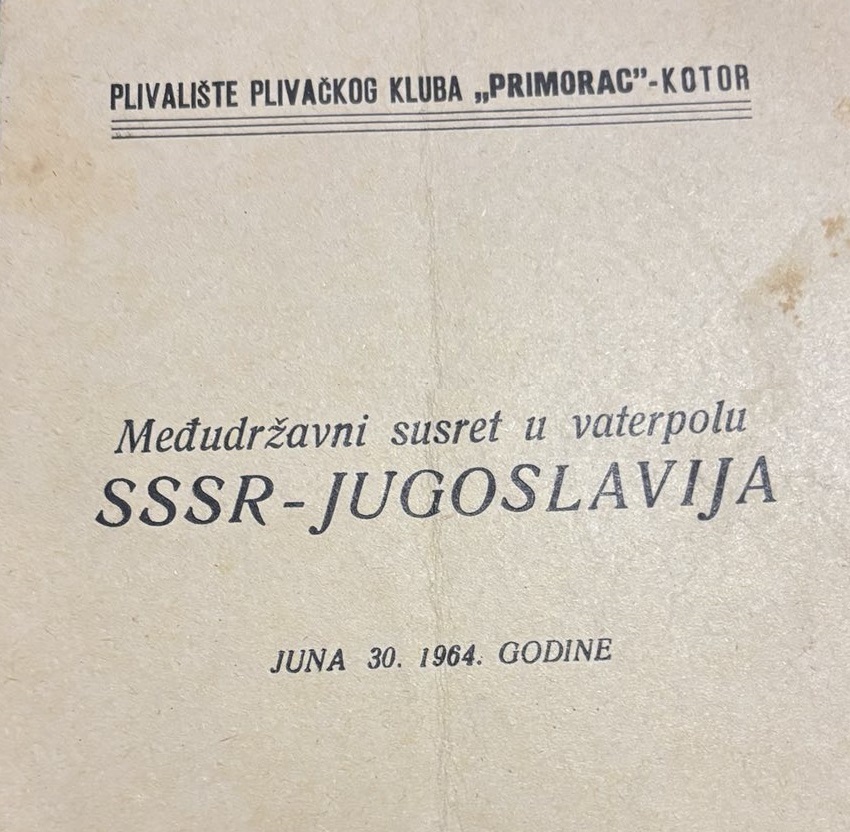 PLIVALIŠTE PLIVAČKOG KLUBA „PRIMORAC”-KOTOR
Međudržavni susret u vaterpolu
SSSR-JUGOSLAVIJA
JUNA 30. 1964. GODINE